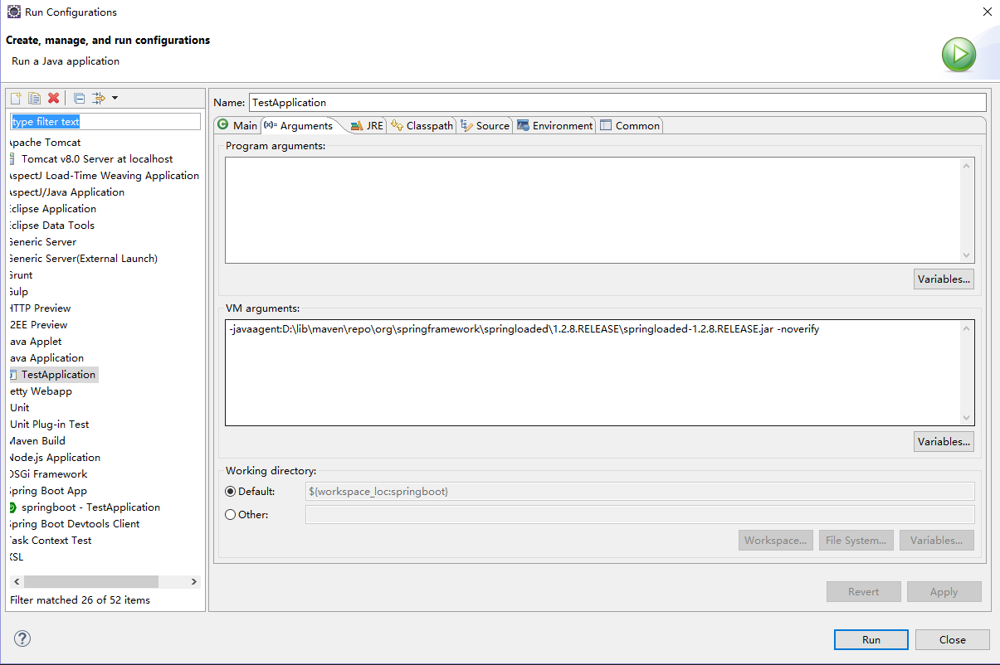 Run Configurations
Create, manage, and run configurations
Run a Java application
type filter text
Apache Tomcat
Tomcat v8.0 Server at localhost
AspectJ Load-Time Weaving Application
AspectJ/Java Application
Eclipse Application
Eclipse Data Tools
Generic Server
Generic Server(External Launch)
Grunt
Gulp
HTTP Preview
J2EE Preview
Java Applet
Java Application
TestApplication
Jetty Webapp
JUnit
JUnit Plug-in Test
Maven Build
Node.js Application
OSGi Framework
Spring Boot App
springboot - TestApplication
Spring Boot Devtools Client
Task Context Test
XSL
Filter matched 26 of 52 items
Name: TestApplication
Main (x)= Arguments JRE Classpath Source Environment Common
Program arguments:
Variables...
VM arguments:
-javaagent:D:\lib\maven\repo\org\springframework\springloaded\1.2.8.RELEASE\springloaded-1.2.8.RELEASE.jar -noverify
Variables...
Working directory:
Default: ${workspace_loc:springboot}
Other:
Workspace... File System... Variables...
Revert Apply
? Run Close